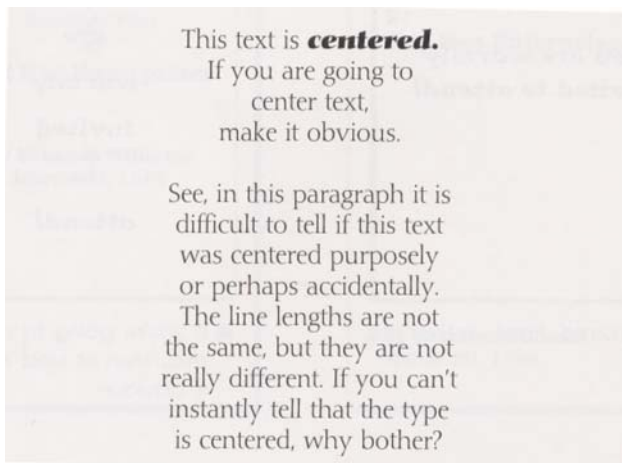 This text is centered.
If you are going to
center text,
make it obvious.
See, in this paragraph it is
difficult to tell if this text
was centered purposely
or perhaps accidentally.
The line lengths are not
the same, but they are not
really different. If you can't
instantly tell that the type
is centered, why bother?